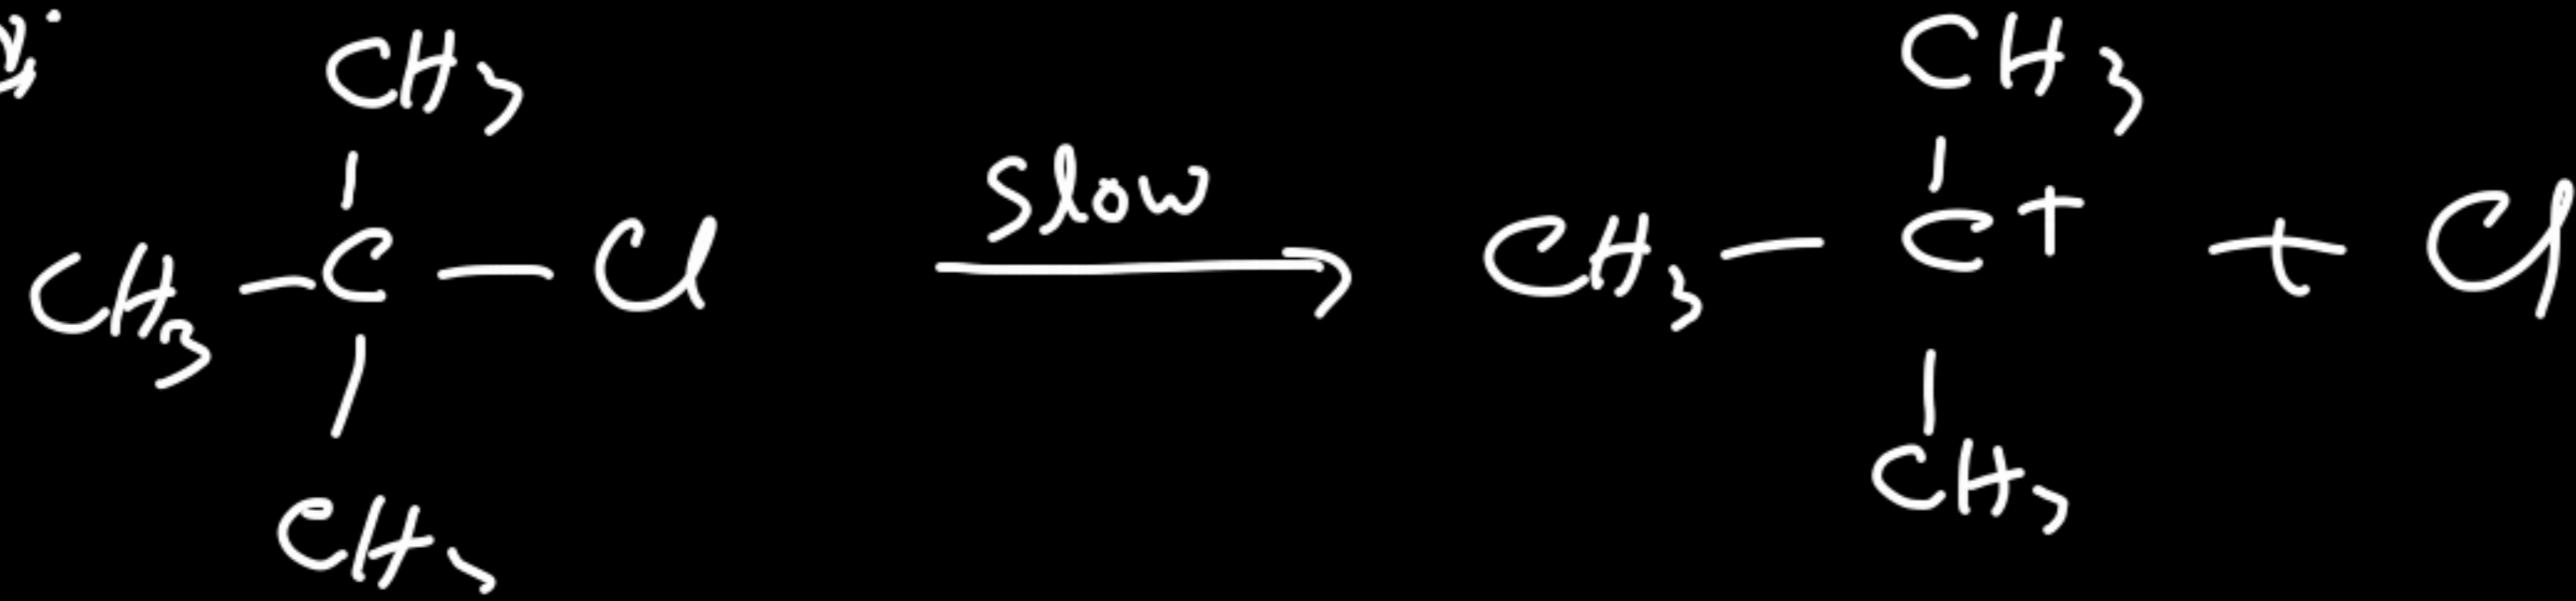 CH3 CH3
slow
CH3 - C - Cl → CH3 - C+ + Cl
CH3 CH3